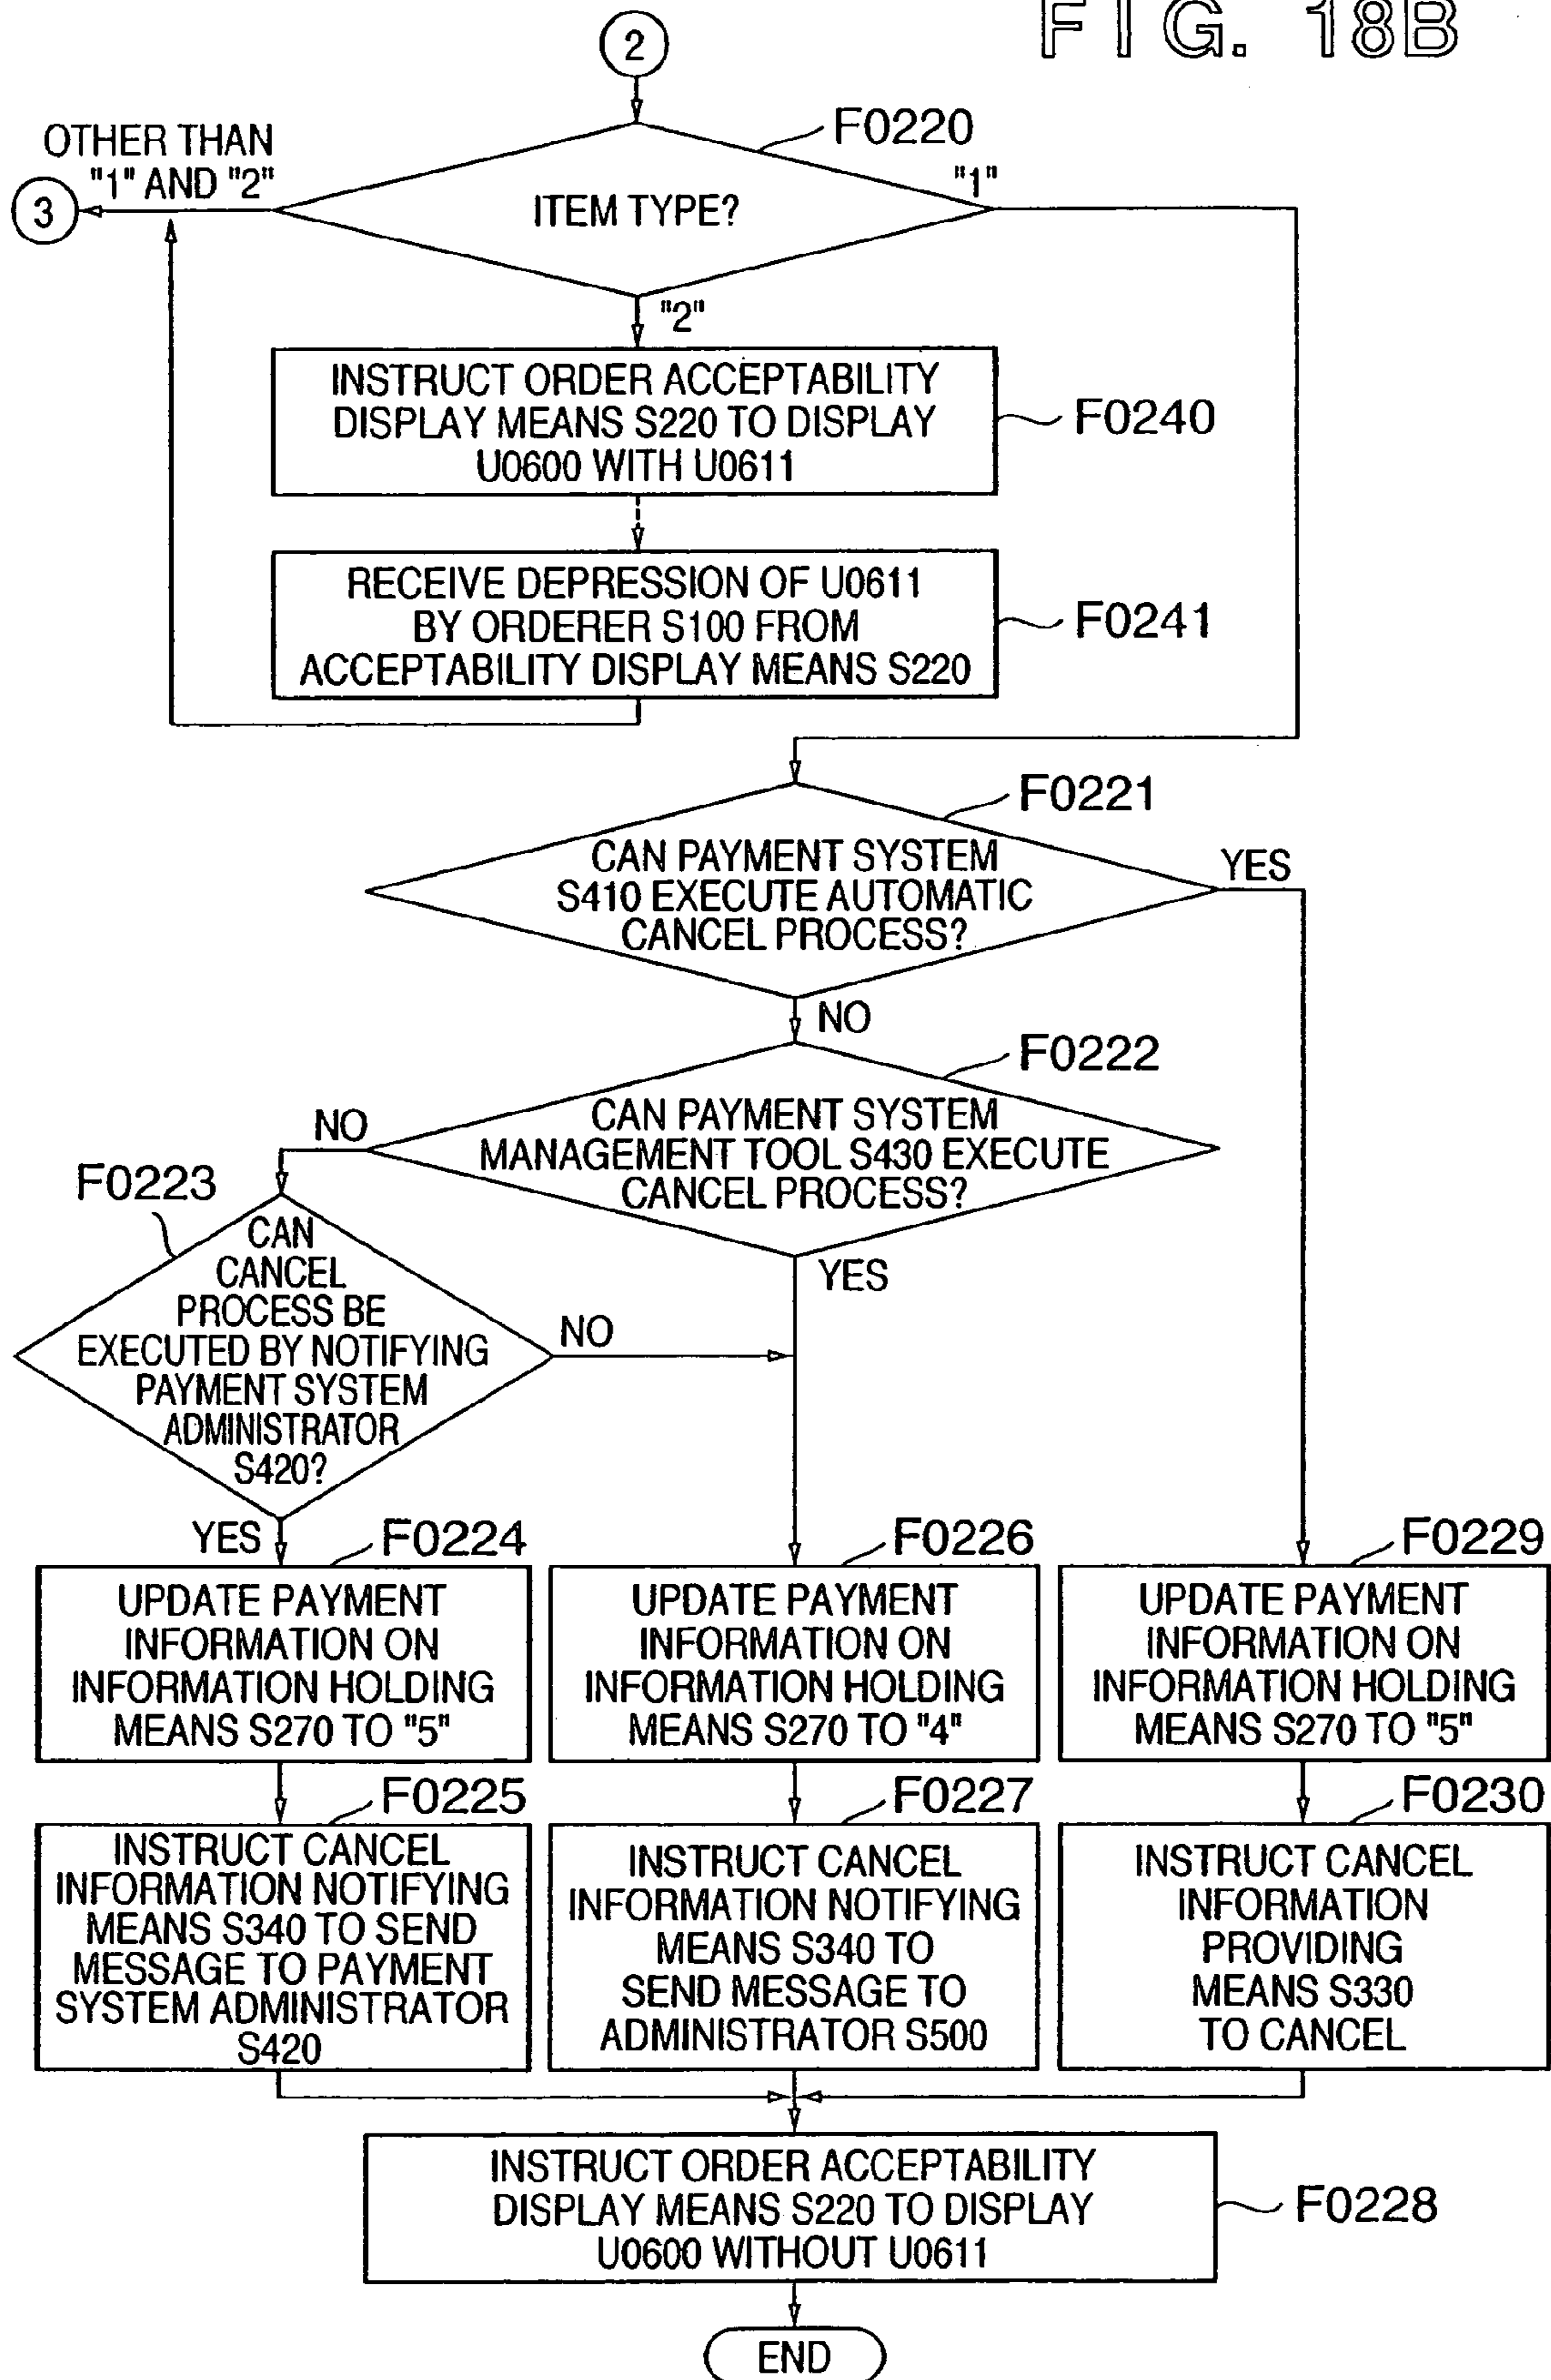 FIG. 18B
2
F0220
OTHER THAN
"1" AND "2"
"1"
3
ITEM TYPE?
"2"
INSTRUCT ORDER ACCEPTABILITY
DISPLAY MEANS S220 TO DISPLAY
U0600 WITH U0611
F0240
RECEIVE DEPRESSION OF U0611
BY ORDERER S100 FROM
ACCEPTABILITY DISPLAY MEANS S220
F0241
F0221
CAN PAYMENT SYSTEM
S410 EXECUTE AUTOMATIC
CANCEL PROCESS?
YES
NO
F0222
CAN PAYMENT SYSTEM
MANAGEMENT TOOL S430 EXECUTE
CANCEL PROCESS?
NO
YES
F0223
CAN
CANCEL
PROCESS BE
EXECUTED BY NOTIFYING
PAYMENT SYSTEM
ADMINISTRATOR
S420?
NO
YES
F0224
UPDATE PAYMENT
INFORMATION ON
INFORMATION HOLDING
MEANS S270 TO "5"
F0226
UPDATE PAYMENT
INFORMATION ON
INFORMATION HOLDING
MEANS S270 TO "4"
F0229
UPDATE PAYMENT
INFORMATION ON
INFORMATION HOLDING
MEANS S270 TO "5"
F0225
INSTRUCT CANCEL
INFORMATION NOTIFYING
MEANS S340 TO SEND
MESSAGE TO PAYMENT
SYSTEM ADMINISTRATOR
S420
F0227
INSTRUCT CANCEL
INFORMATION NOTIFYING
MEANS S340 TO
SEND MESSAGE TO
ADMINISTRATOR S500
F0230
INSTRUCT CANCEL
INFORMATION
PROVIDING
MEANS S330
TO CANCEL
INSTRUCT ORDER ACCEPTABILITY
DISPLAY MEANS S220 TO DISPLAY
U0600 WITHOUT U0611
F0228
END